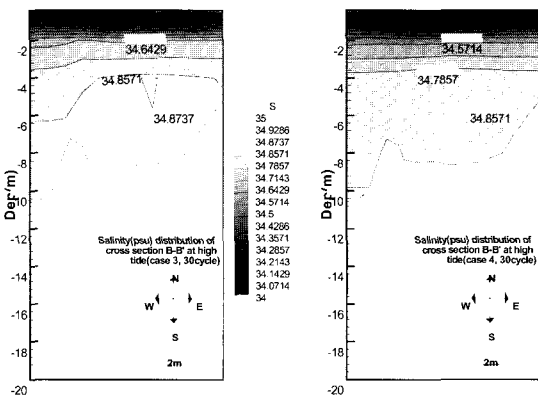 34.6429
34.8571
34.8737
-2
-4
-6
-8
-10
-12
-14
-16
-18
-20
Salinity(psu) distribution of
cross section B-B' at high
tide(case 3, 30cycle)
N
W E
S
2m
S
35
34.9286
34.8737
34.8571
34.7857
34.7143
34.6429
34.5714
34.5
34.4286
34.3571
34.2857
34.2143
34.1429
34.0714
34
34.5714
34.7857
34.8571
-2
-4
-6
-8
-10
-12
-14
-16
-18
-20
Salinity(psu) distribution of
cross section B-B' at high
tide(case 4, 30cycle)
N
W E
S
2m